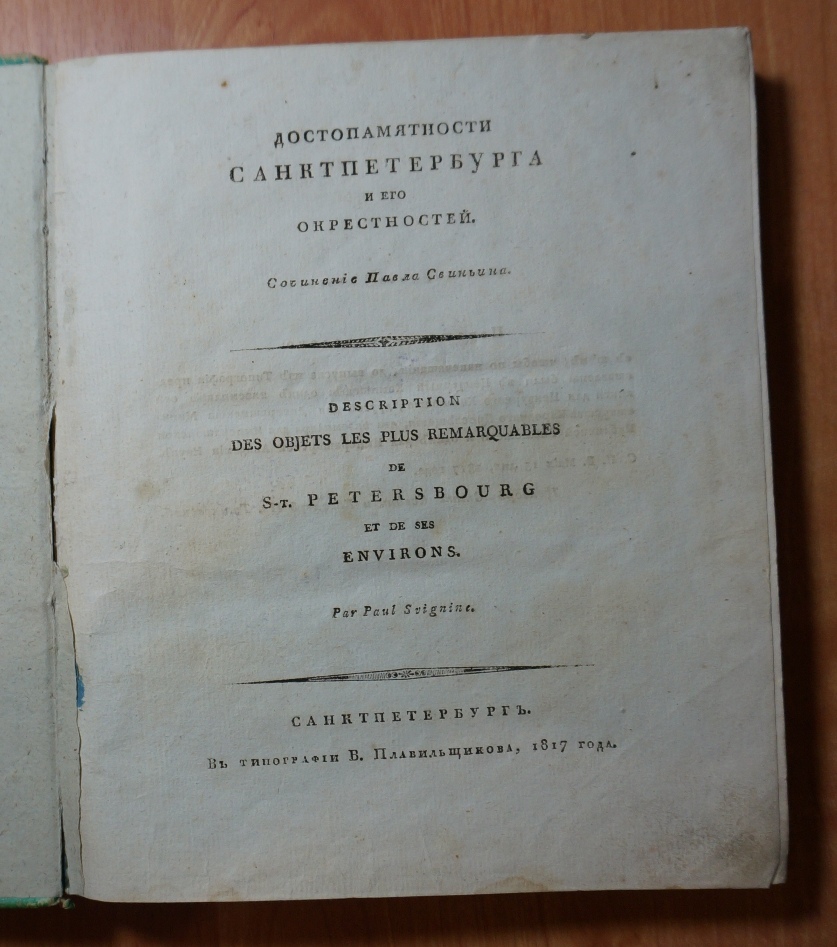 ДОСТОПАМЯТНОСТИ
САНКТПЕТЕРБУРГА
И ЕГО
ОКРЕСТНОСТЕЙ.
Сочиненіе Павла Свиньина.
DESCRIPTION
DES OBJETS LES PLUS REMARQUABLES
DE
S-T. PETERSBOURG
ET DE SES
ENVIRONS.
Par Paul Svignine.
САНКТПЕТЕРБУРГЪ.
Въ типографіи В. Плавильщикова, 1817 года.